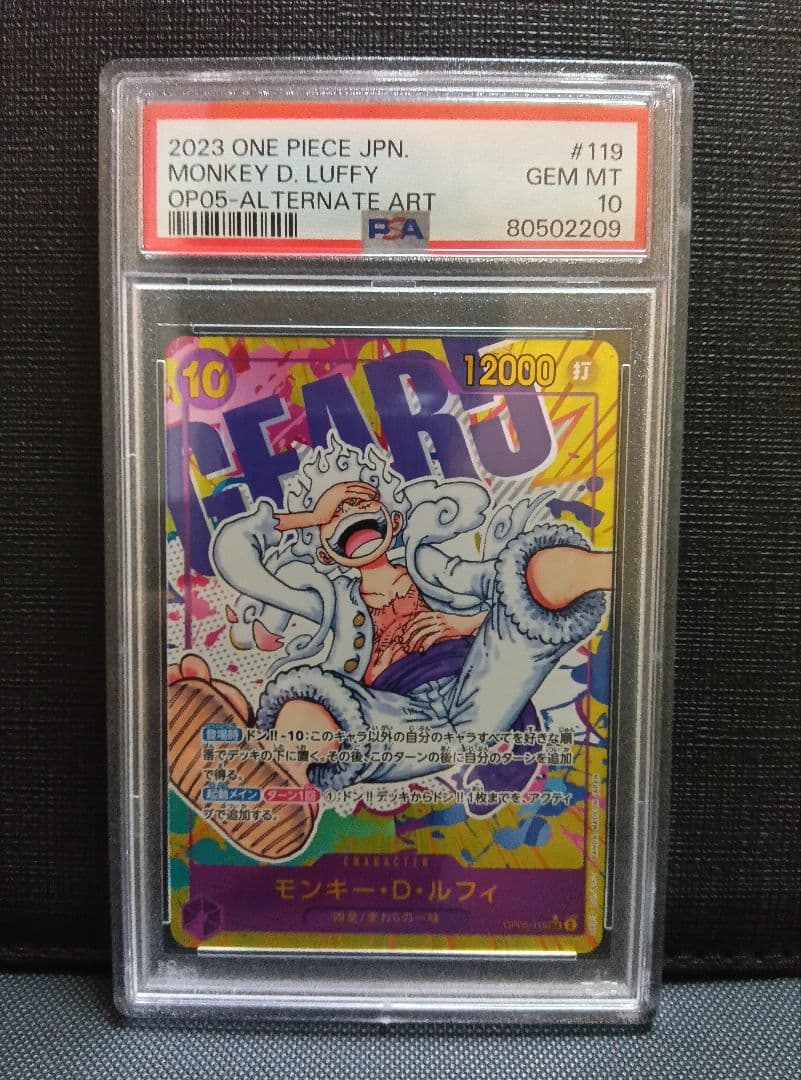 2023 ONE PIECE JPN.
#119
MONKEY D. LUFFY
GEM MT
OP05-ALTERNATE ART
10
PSA
80502209
10
12000
打
GEAR5
登場時 ドン!!-10:このキャラ以外の自分のキャラすべてを好きな順
番でデッキの下に置く。その後、このターンの後に自分のターンを追加
で得る。
起動メイン ターン1回 ①:ドン!!デッキからドン!!1枚までを、アクティ
ブで追加する。
CHARACTER
モンキー・D・ルフィ
四皇/麦わらの一味
OP05-119